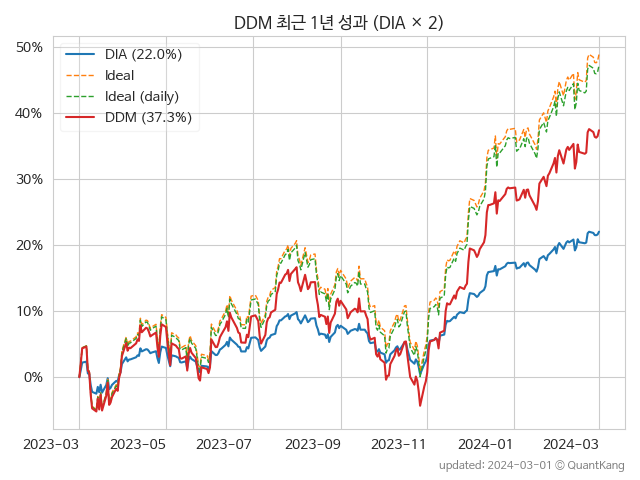 DDM 최근 1년 성과 (DIA × 2)
50%
40%
30%
20%
10%
0%
DIA (22.0%)
Ideal
Ideal (daily)
DDM (37.3%)
2023-03
2023-05
2023-07
2023-09
2023-11
2024-01
2024-03
updated: 2024-03-01 © QuantKang